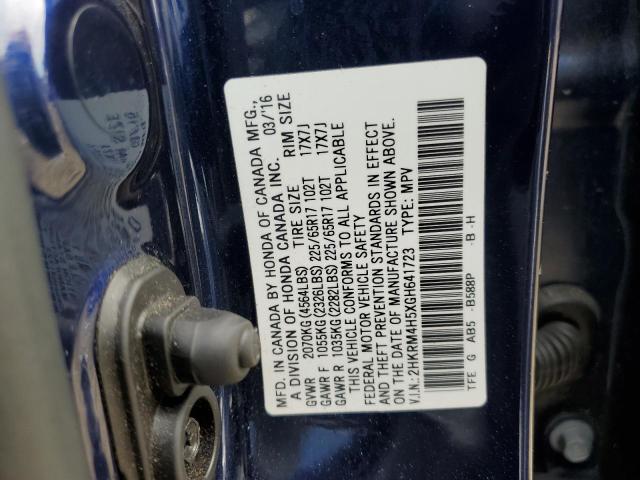 MFD. IN CANADA BY HONDA OF CANADA MFG.,
A DIVISION OF HONDA CANADA INC. 03/'16
TIRE SIZE RIM SIZE
GVWR 2070KG (4564LBS)
GAWR F 1055KG (2326LBS) 225/65R17 102T 17X7J
GAWR R 1035KG (2282LBS) 225/65R17 102T 17X7J
THIS VEHICLE CONFORMS TO ALL APPLICABLE
FEDERAL MOTOR VEHICLE SAFETY
AND THEFT PREVENTION STANDARDS IN EFFECT
ON THE DATE OF MANUFACTURE SHOWN ABOVE.
V.I.N.: 2HKRM4H5XGH641723 TYPE: MPV
TFE G AB5 -B588P -B -H